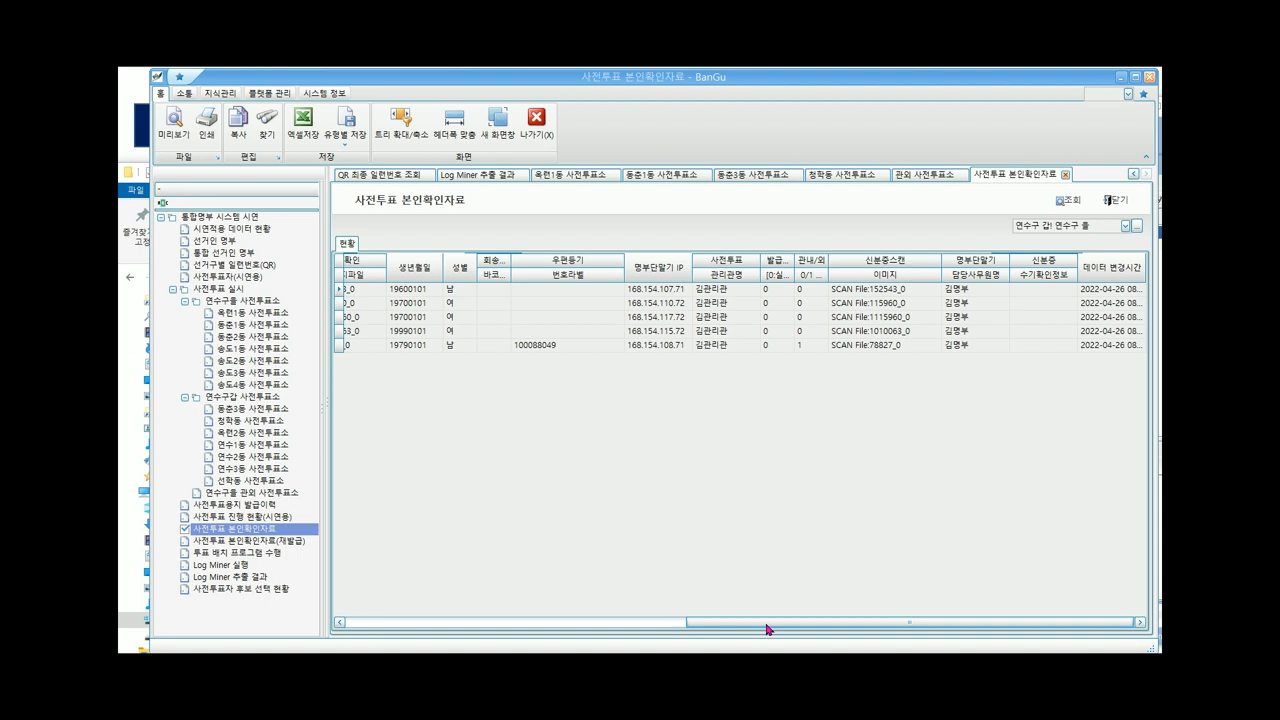 사전투표 본인확인자료 - BanGu
홈 소통 지식관리 플랫폼 관리 시스템 정보
미리보기 인쇄 복사 찾기 엑셀저장 유형별 저장 트리 확대/축소 헤더폭 맞춤 새 화면창 나가기(X)
파일 편집 저장 화면
파일
즐겨찾
고정
QR 최종 일련번호 조회 Log Miner 추출 결과 옥련1동 사전투표소 동춘1동 사전투표소 동춘3동 사전투표소 청학동 사전투표소 관외 사전투표소 사전투표 본인확인자료
-
통합명부 시스템 시연
시연적용 데이터 현황
선거인 명부
통합 선거인 명부
선거구별 일련번호(QR)
사전투표자(시연용)
사전투표 실시
연수구을 사전투표소
옥련1동 사전투표소
동춘1동 사전투표소
동춘2동 사전투표소
송도1동 사전투표소
송도2동 사전투표소
송도3동 사전투표소
송도4동 사전투표소
연수구갑 사전투표소
동춘3동 사전투표소
청학동 사전투표소
옥련2동 사전투표소
연수1동 사전투표소
연수2동 사전투표소
연수3동 사전투표소
선학동 사전투표소
연수구을 관외 사전투표소
사전투표용지 발급이력
사전투표 진행 현황(시연용)
사전투표 본인확인자료
사전투표 본인확인자료(재발급)
투표 배치 프로그램 수행
Log Miner 실행
Log Miner 추출 결과
사전투표자 후보 선택 현황
사전투표 본인확인자료 조회 닫기
연수구 갑! 연수구 을 ...
현황
확인 회송... 우편등기 사전투표 발급... 관내/외 신분증스캔 명부단말기 신분증
생년월일 성별 명부단말기 IP 데이터 변경시간
파일 바코... 번호라벨 관리관명 [0:실... 0/1 ... 이미지 담당사무원명 수기확인정보
3_0 19600101 남 168.154.107.71 김관리관 0 0 SCAN File:152543_0 김명부 2022-04-26 08...
0_0 19700101 여 168.154.110.72 김관리관 0 0 SCAN File:115960_0 김명부 2022-04-26 08...
60_0 19700101 여 168.154.117.72 김관리관 0 0 SCAN File:1115960_0 김명부 2022-04-26 08...
63_0 19990101 여 168.154.115.72 김관리관 0 0 SCAN File:1010063_0 김명부 2022-04-26 08...
_0 19790101 남 100088049 168.154.108.71 김관리관 0 1 SCAN File:78827_0 김명부 2022-04-26 08...